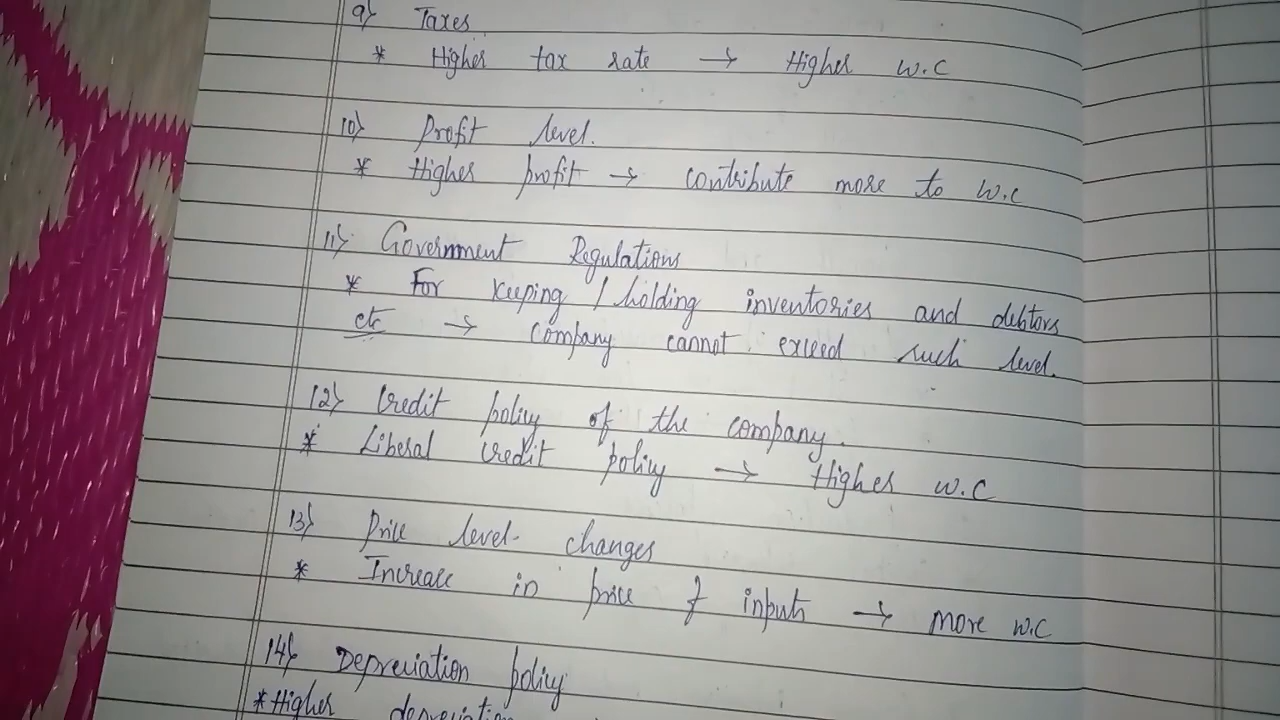 9) Taxes
* Higher tax rate → Higher W.C
10) Profit level.
* Higher profit → contribute more to W.C
11) Government Regulations
* For keeping / holding inventories and debtors
etc → company cannot exceed such level.
12) Credit policy of the company.
* Liberal credit policy → Higher W.C
13) Price level changes
* Increase in price of inputs → more W.C
14) Depreciation policy
* Higher depreciation